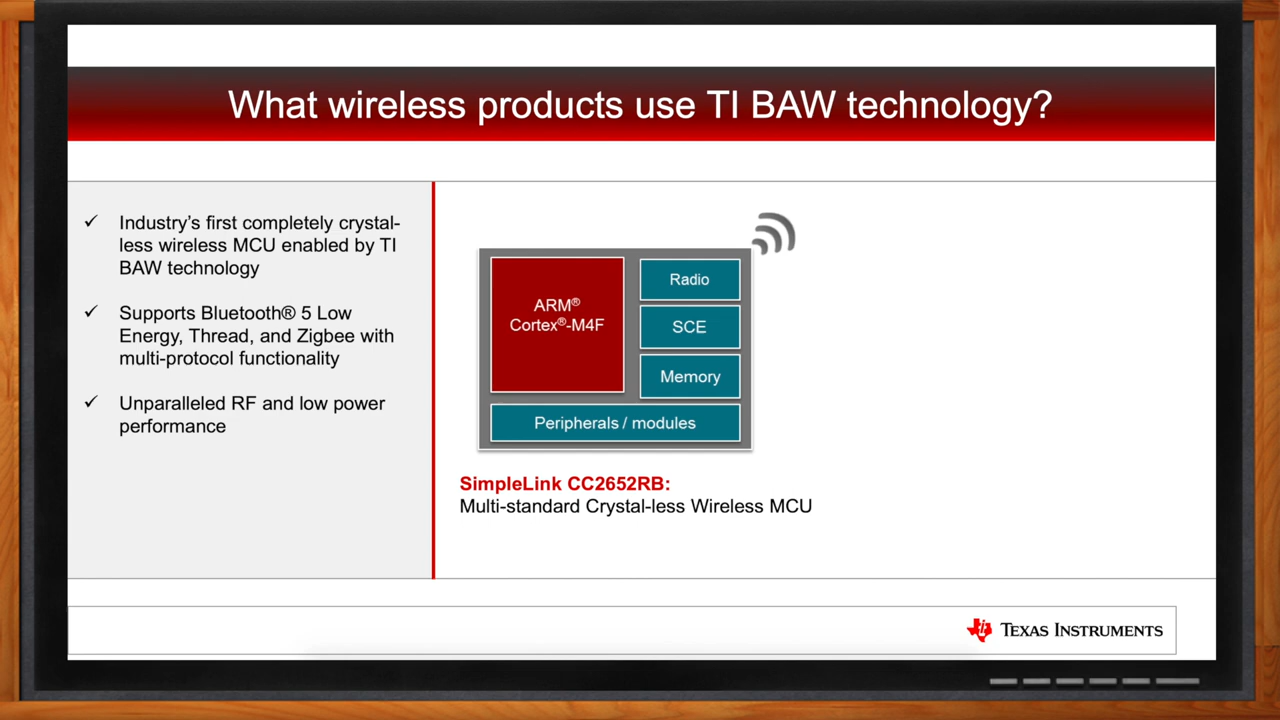 What wireless products use TI BAW technology?
✓ Industry's first completely crystal-
less wireless MCU enabled by TI
BAW technology
✓ Supports Bluetooth® 5 Low
Energy, Thread, and Zigbee with
multi-protocol functionality
✓ Unparalleled RF and low power
performance
ARM®
Cortex®-M4F
Radio
SCE
Memory
Peripherals / modules
SimpleLink CC2652RB:
Multi-standard Crystal-less Wireless MCU
TEXAS INSTRUMENTS